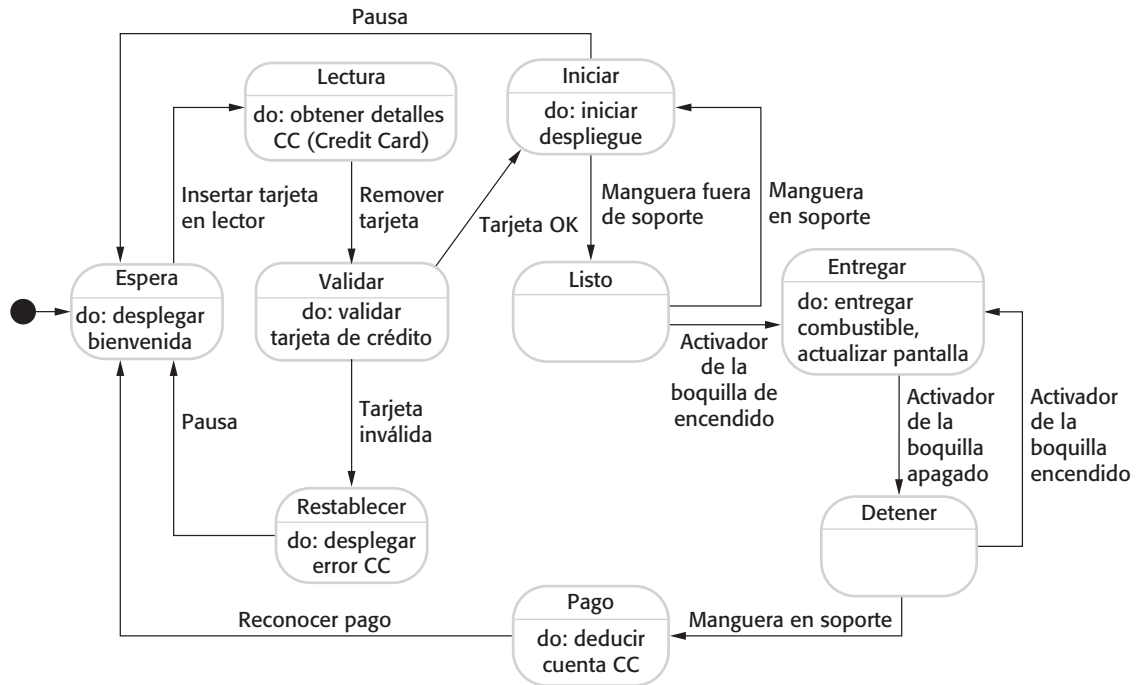 Pausa
Lectura
do: obtener detalles
CC (Credit Card)
Iniciar
do: iniciar
despliegue
Insertar tarjeta
en lector
Remover
tarjeta
Tarjeta OK
Manguera fuera
de soporte
Manguera
en soporte
Espera
do: desplegar
bienvenida
Validar
do: validar
tarjeta de crédito
Listo
Entregar
do: entregar
combustible,
actualizar pantalla
Activador
de la
boquilla de
encendido
Pausa
Tarjeta
inválida
Activador
de la
boquilla
apagado
Activador
de la
boquilla
encendido
Restablecer
do: desplegar
error CC
Detener
Reconocer pago
Pago
do: deducir
cuenta CC
Manguera en soporte